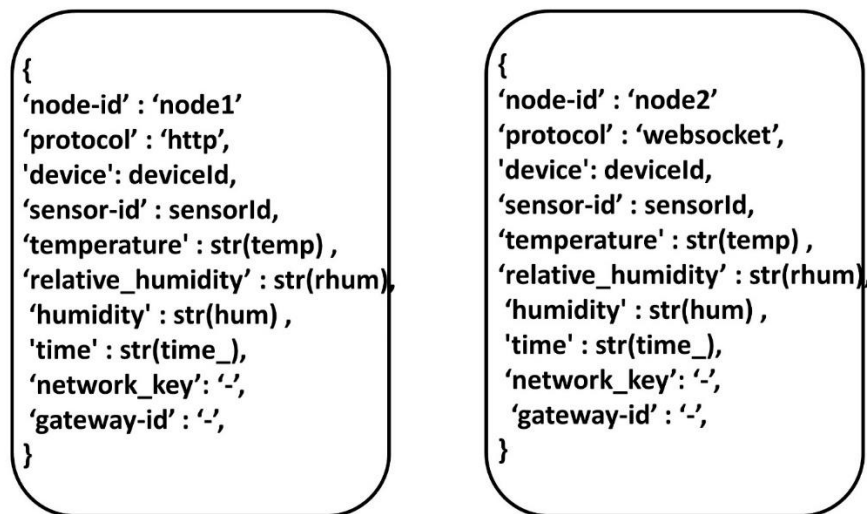 {
‘node-id’ : ‘node1’
‘protocol’ : ‘http’,
'device': deviceId,
‘sensor-id’ : sensorId,
‘temperature' : str(temp) ,
‘relative_humidity’ : str(rhum),
‘humidity' : str(hum) ,
'time' : str(time_),
‘network_key’: ‘-’,
‘gateway-id’ : ‘-’,
}
{
‘node-id’ : ‘node2’
‘protocol’ : ‘websocket’,
'device': deviceId,
‘sensor-id’ : sensorId,
‘temperature' : str(temp) ,
‘relative_humidity’ : str(rhum),
‘humidity' : str(hum) ,
'time' : str(time_),
‘network_key’: ‘-’,
‘gateway-id’ : ‘-’,
}